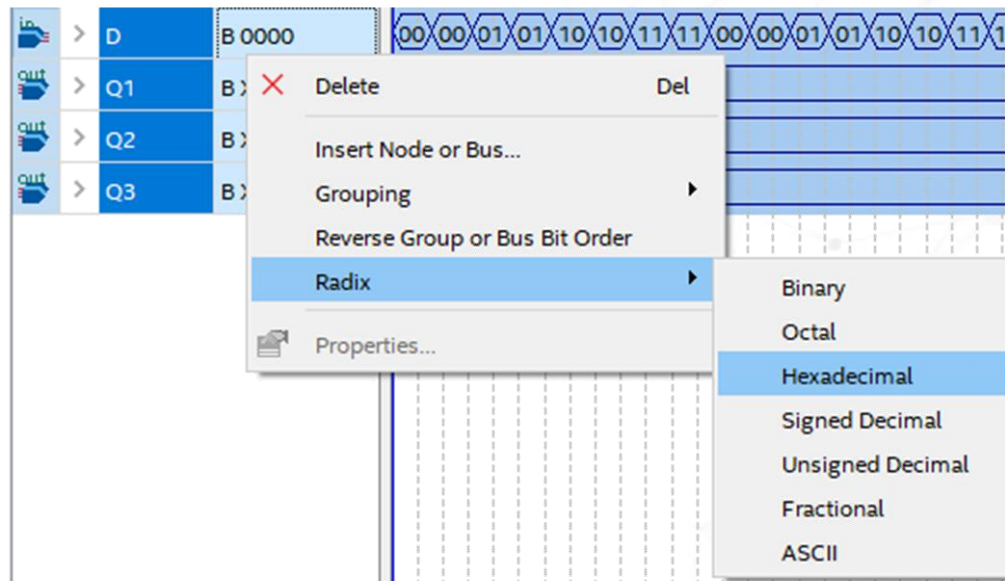 in > D B 0000 00 00 01 01 10 10 11 11 00 00 01 01 10 10 11 1
out > Q1 B X
Delete Del
out > Q2 B X
Insert Node or Bus...
out > Q3 B X
Grouping
Reverse Group or Bus Bit Order
Radix
Binary
Octal
Properties...
Hexadecimal
Signed Decimal
Unsigned Decimal
Fractional
ASCII